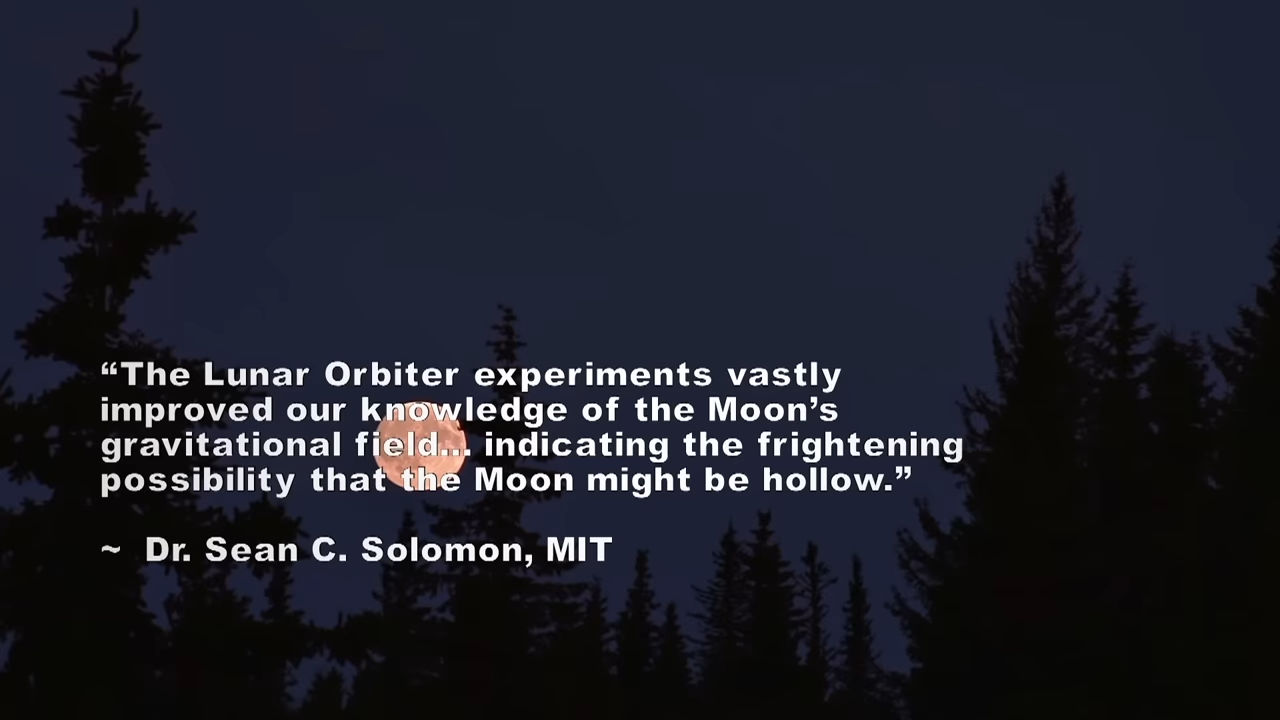 “The Lunar Orbiter experiments vastly
improved our knowledge of the Moon’s
gravitational field... indicating the frightening
possibility that the Moon might be hollow.”
~ Dr. Sean C. Solomon, MIT